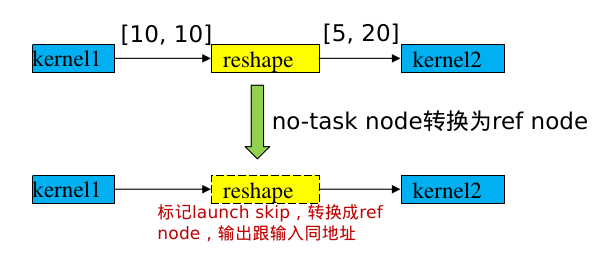 [10, 10]
[5, 20]
kernel1
reshape
kernel2
no-task node转换为ref node
kernel1
reshape
kernel2
标记launch skip，转换成ref
node，输出跟输入同地址